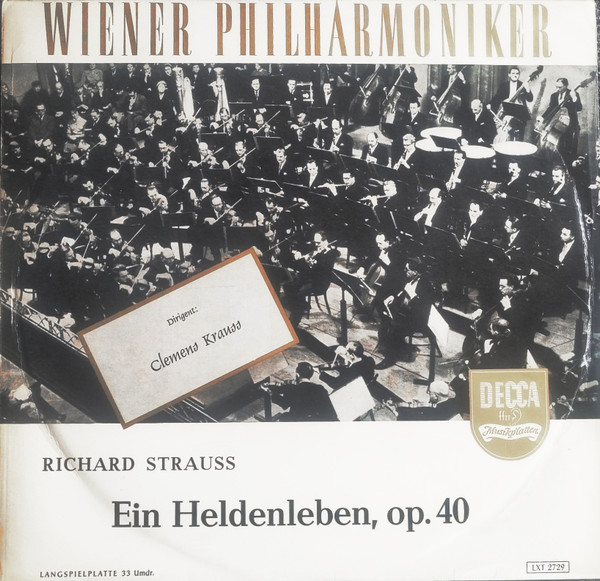 WIENER PHILHARMONIKER
Dirigent:
Clemens Krauss
DECCA
Musikplatten
RICHARD STRAUSS
Ein Heldenleben, op. 40
LANGSPIELPLATTE 33 Umdr.
LXT 2729